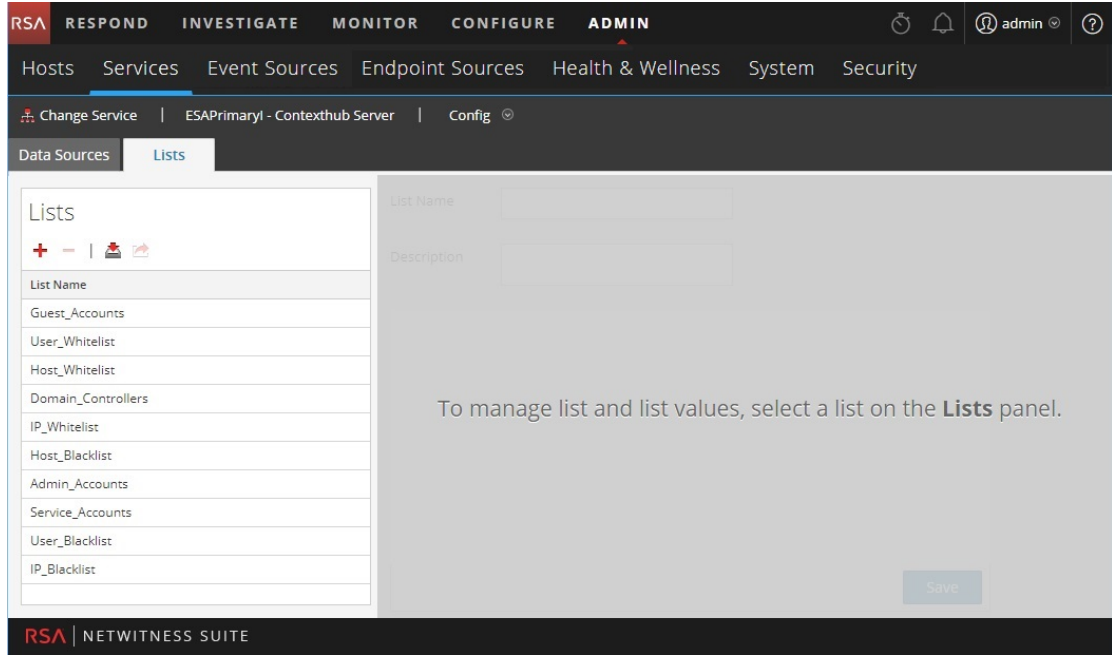 RSA RESPOND INVESTIGATE MONITOR CONFIGURE ADMIN admin ?
Hosts Services Event Sources Endpoint Sources Health & Wellness System Security
Change Service | ESAPrimaryI - Contexthub Server | Config
Data Sources Lists
Lists
List Name
Guest_Accounts
User_Whitelist
Host_Whitelist
Domain_Controllers
IP_Whitelist
Host_Blacklist
Admin_Accounts
Service_Accounts
User_Blacklist
IP_Blacklist
List Name
Description
To manage list and list values, select a list on the Lists panel.
Save
RSA | NETWITNESS SUITE